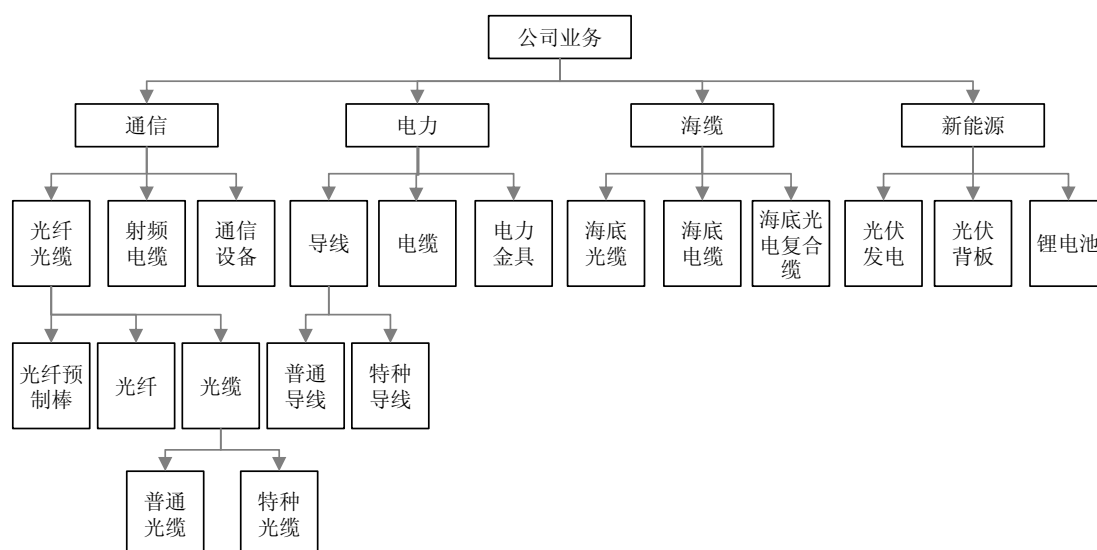 公司业务
通信
电力
海缆
新能源
光纤
光缆
射频
电缆
通信
设备
导线
电缆
电力
金具
海底
光缆
海底
电缆
海底光
电复合
缆
光伏
发电
光伏
背板
锂电池
光纤预
制棒
光纤
光缆
普通
导线
特种
导线
普通
光缆
特种
光缆